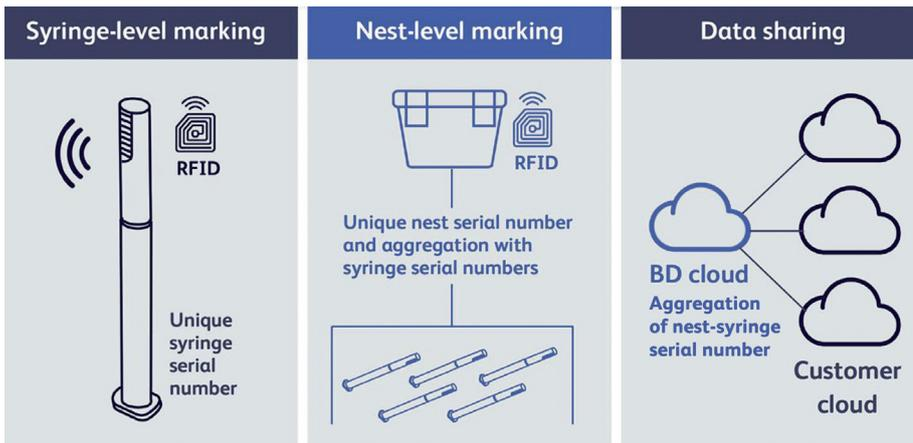 Syringe-level marking
RFID
Unique
syringe
serial
number
Nest-level marking
RFID
Unique nest serial number
and aggregation with
syringe serial numbers
Data sharing
BD cloud
Aggregation
of nest-syringe
serial number
Customer
cloud